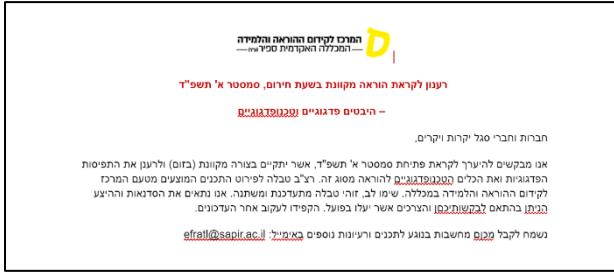 המרכז לקידום ההוראה והלמידה
המכללה האקדמית ספיר
רענון לקראת הוראה מקוונת בשעת חירום, סמסטר א' תשפ"ד
– היבטים פדגוגיים וטכנופדגוגיים
חברות וחברי סגל יקרות ויקרים,
אנו מבקשים להיערך לקראת פתיחת סמסטר א' תשפ"ד, אשר יתקיים בצורה מקוונת (בזום) ולרענן את התפיסות
הפדגוגיות ואת הכלים הטכנופדגוגיים להוראה מסוג זה. רצ"ב טבלה לפירוט התכנים המוצעים מטעם המרכז
לקידום ההוראה והלמידה במכללה. שימו לב, זוהי טבלה מתעדכנת ומשתנה. אנו נתאים את הסדנאות וההיצע
הניתן בהתאם לבקשותיכםן והצרכים אשר יעלו בפועל. הקפידו לעקוב אחר העדכונים.
נשמח לקבל מכןם מחשבות בנוגע לתכנים ורעיונות נוספים באימייל: efratl@sapir.ac.il